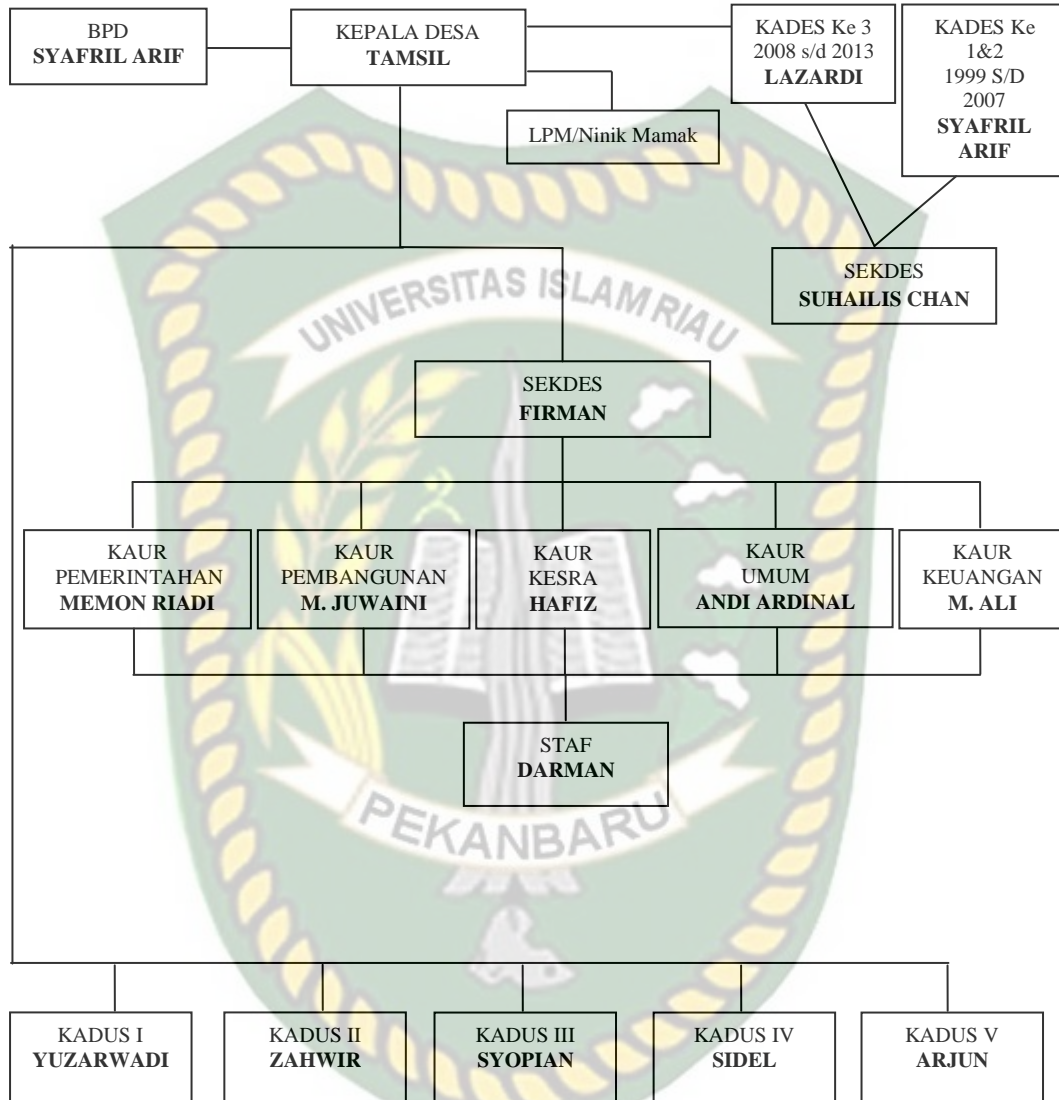 BPD
SYAFRIL ARIF
KEPALA DESA
TAMSIL
KADES Ke 3
2008 s/d 2013
LAZARDI
KADES Ke
1&2
1999 S/D
2007
SYAFRIL
ARIF
LPM/Ninik Mamak
SEKDES
SUHAILIS CHAN
UNIVERSITAS ISLAM RIAU
SEKDES
FIRMAN
KAUR
PEMERINTAHAN
MEMON RIADI
KAUR
PEMBANGUNAN
M. JUWAINI
KAUR
KESRA
HAFIZ
KAUR
UMUM
ANDI ARDINAL
KAUR
KEUANGAN
M. ALI
STAF
DARMAN
PEKANBARU
KADUS I
YUZARWADI
KADUS II
ZAHWIR
KADUS III
SYOPIAN
KADUS IV
SIDEL
KADUS V
ARJUN